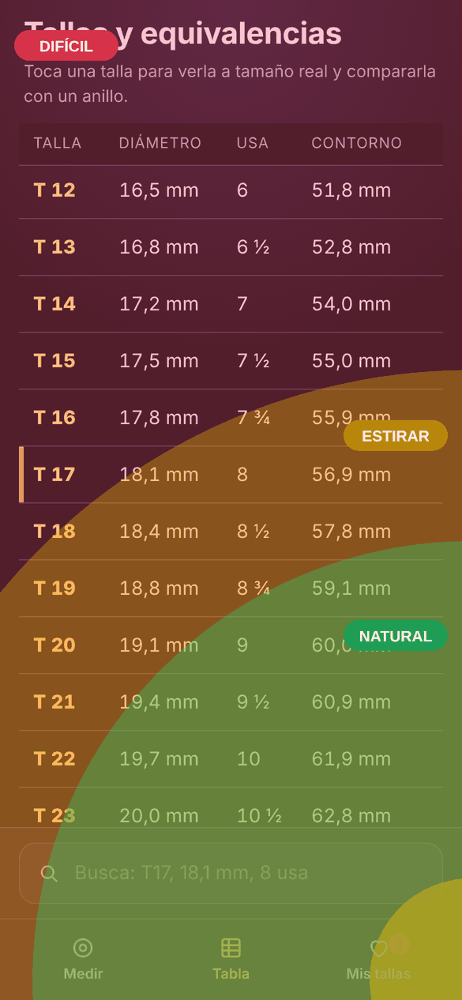 Tallas y equivalencias
DIFÍCIL
Toca una talla para verla a tamaño real y compararla
con un anillo.
TALLA DIÁMETRO USA CONTORNO
T 12 16,5 mm 6 51,8 mm
T 13 16,8 mm 6 ½ 52,8 mm
T 14 17,2 mm 7 54,0 mm
T 15 17,5 mm 7 ½ 55,0 mm
T 16 17,8 mm 7 ¾ 55,9 mm
ESTIRAR
T 17 18,1 mm 8 56,9 mm
T 18 18,4 mm 8 ½ 57,8 mm
T 19 18,8 mm 8 ¾ 59,1 mm
NATURAL
T 20 19,1 mm 9 60,0
T 21 19,4 mm 9 ½ 60,9 mm
T 22 19,7 mm 10 61,9 mm
T 23 20,0 mm 10 ½ 62,8 mm
Busca: T17, 18,1 mm, 8 usa
Medir Tabla Mis tallas